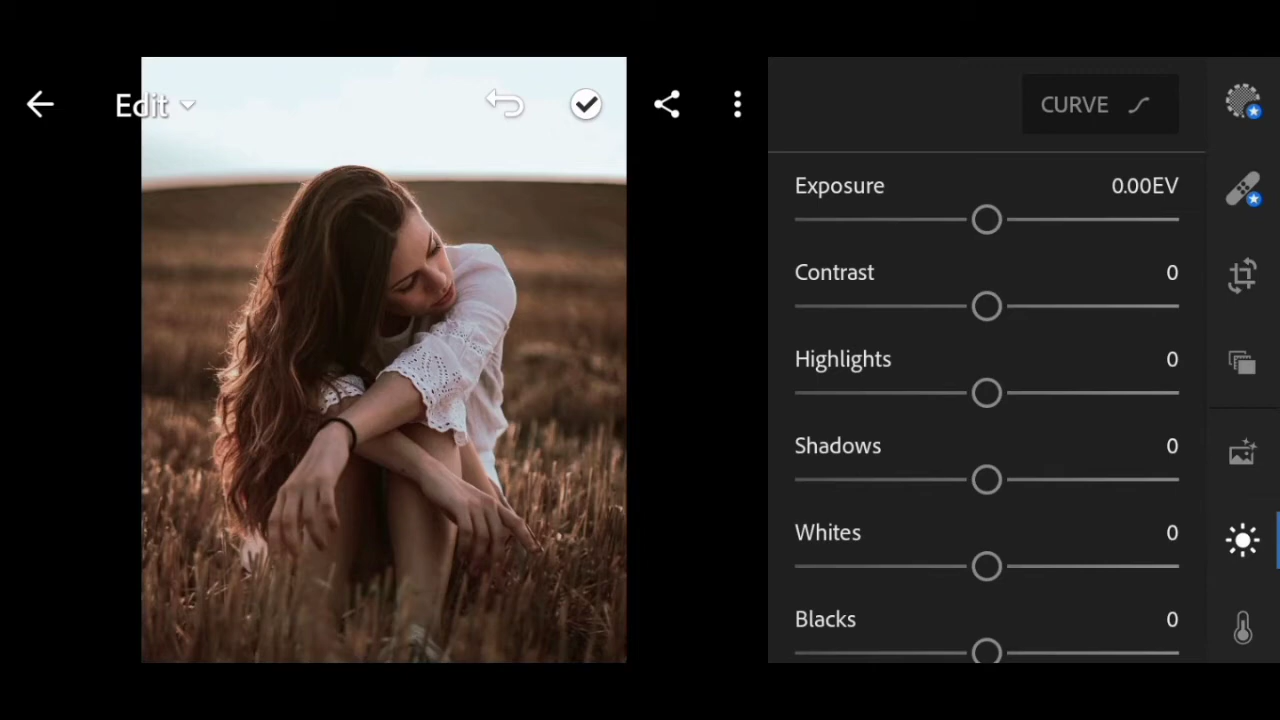 Edit
CURVE
Exposure 0.00EV
Contrast 0
Highlights 0
Shadows 0
Whites 0
Blacks 0